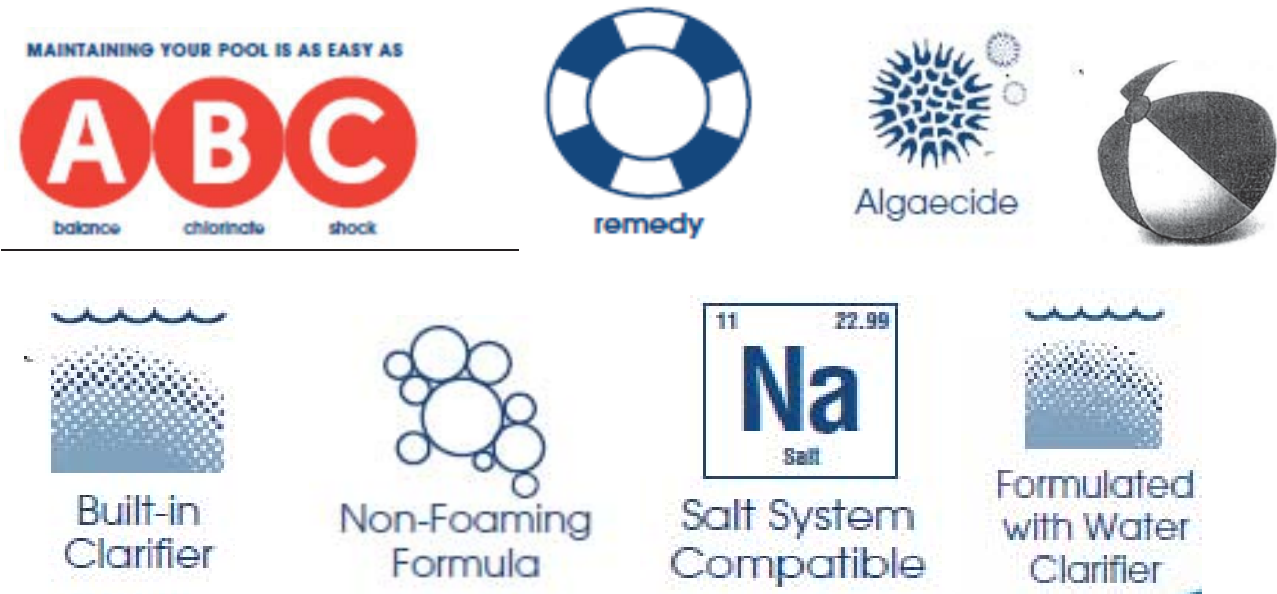 MAINTAINING YOUR POOL IS AS EASY AS
A B C
balance chlorinate shock
remedy
Algaecide
Built-in
Clarifier
Non-Foaming
Formula
11 22.99
Na
Salt
Salt System
Compatible
Formulated
with Water
Clarifier